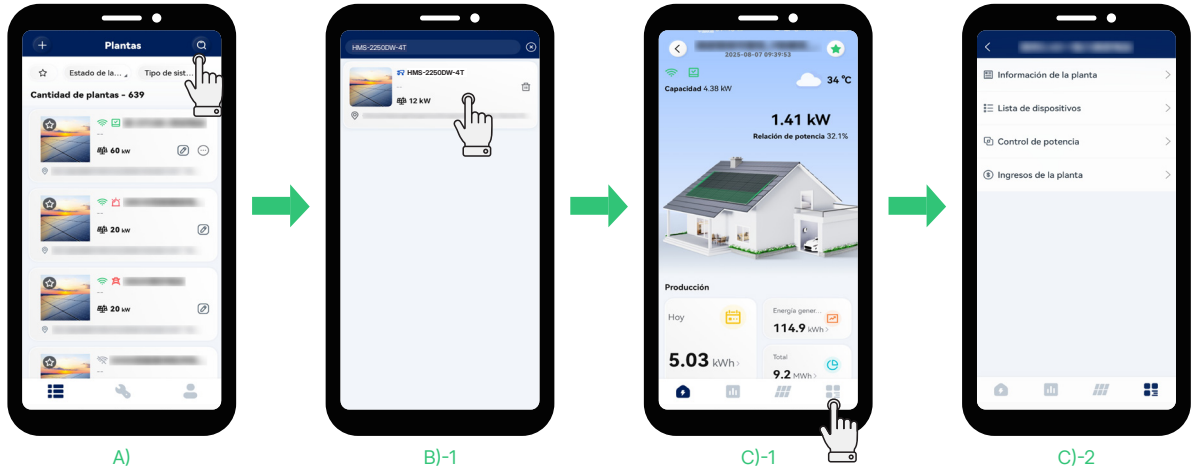 Plantas
Estado de la...
Tipo de sist...
Cantidad de plantas - 639
--
60 kW
--
20 kW
--
20 kW
--
A)
HMS-2250DW-4T
HMS-2250DW-4T
--
12 kW
B)-1
2025-08-07 09:39:53
34 °C
Capacidad 4.38 kW
1.41 kW
Relación de potencia 32.1%
Producción
Hoy
5.03 kWh
Energía gener...
114.9 kWh
Total
9.2 MWh
C)-1
Información de la planta
Lista de dispositivos
Control de potencia
Ingresos de la planta
C)-2